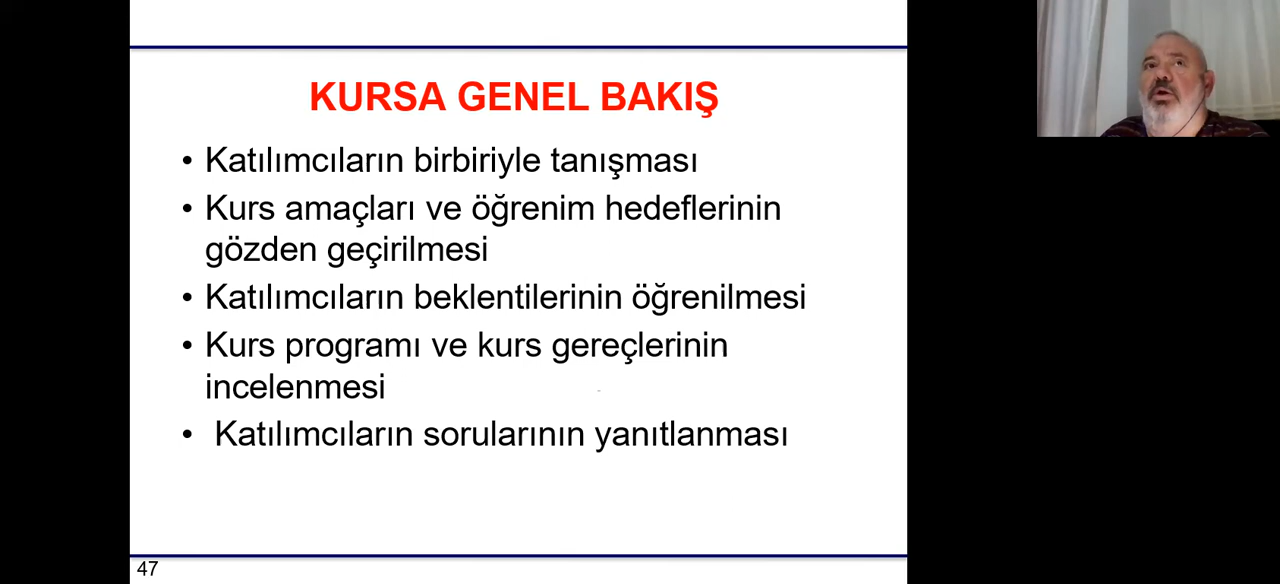 KURSA GENEL BAKIŞ
• Katılımcıların birbiriyle tanışması
• Kurs amaçları ve öğrenim hedeflerinin
gözden geçirilmesi
• Katılımcıların beklentilerinin öğrenilmesi
• Kurs programı ve kurs gereçlerinin
incelenmesi
• Katılımcıların sorularının yanıtlanması
47